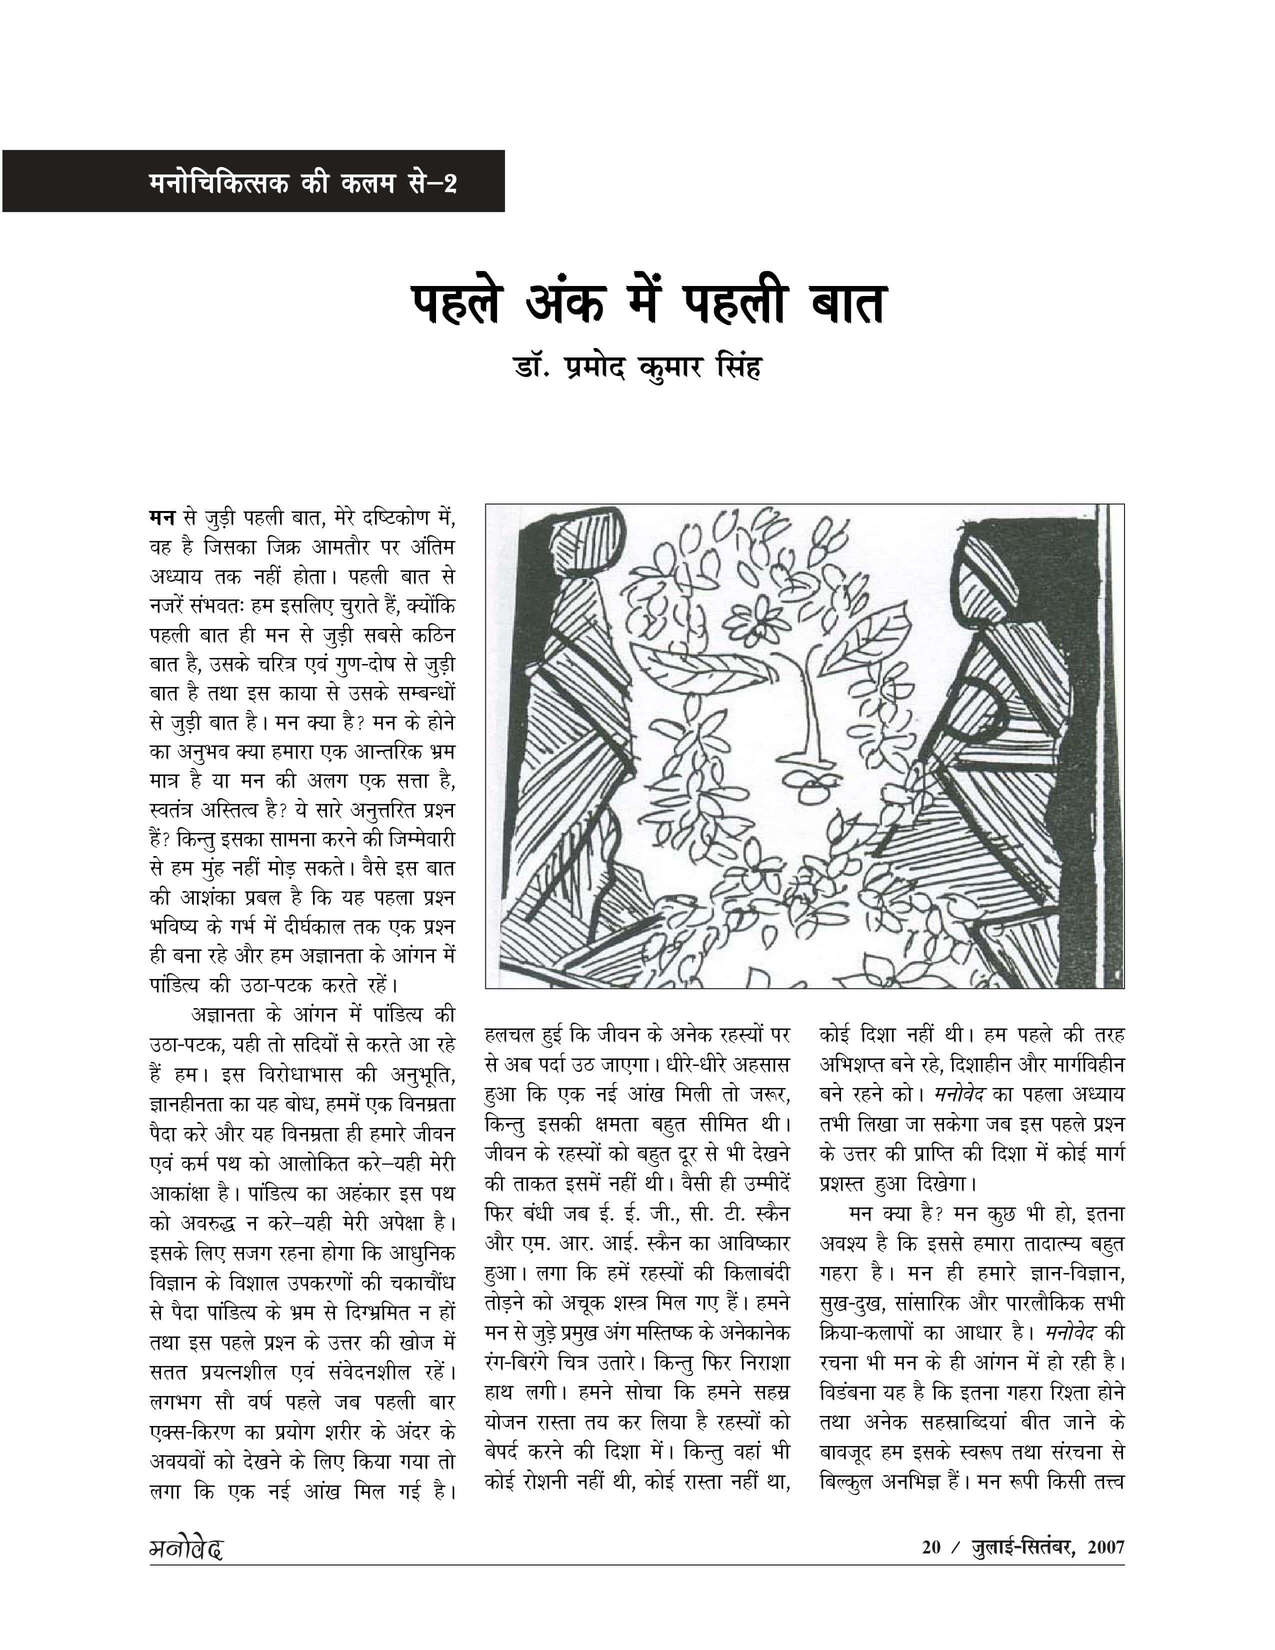 मनोचिकित्सक की कलम से–2
पहले अंक में पहली बात
डॉ. प्रमोद कुमार सिंह
मन से जुड़ी पहली बात, मेरे दष्टिकोण में,
वह है जिसका जिक्र आमतौर पर अंतिम
अध्याय तक नहीं होता। पहली बात से
नजरें संभवतः हम इसलिए चुराते हैं, क्योंकि
पहली बात ही मन से जुड़ी सबसे कठिन
बात है, उसके चरित्र एवं गुण-दोष से जुड़ी
बात है तथा इस काया से उसके सम्बन्धों
से जुड़ी बात है। मन क्या है? मन के होने
का अनुभव क्या हमारा एक आन्तरिक भ्रम
मात्र है या मन की अलग एक सत्ता है,
स्वतंत्र अस्तित्व है? ये सारे अनुत्तरित प्रश्न
हैं? किन्तु इसका सामना करने की जिम्मेवारी
से हम मुंह नहीं मोड़ सकते। वैसे इस बात
की आशंका प्रबल है कि यह पहला प्रश्न
भविष्य के गर्भ में दीर्घकाल तक एक प्रश्न
ही बना रहे और हम अज्ञानता के आंगन में
पांडित्य की उठा-पटक करते रहें।
अज्ञानता के आंगन में पांडित्य की
उठा-पटक, यही तो सदियों से करते आ रहे
हैं हम। इस विरोधाभास की अनुभूति,
ज्ञानहीनता का यह बोध, हममें एक विनम्रता
पैदा करे और यह विनम्रता ही हमारे जीवन
एवं कर्म पथ को आलोकित करे–यही मेरी
आकांक्षा है। पांडित्य का अहंकार इस पथ
को अवरुद्ध न करे–यही मेरी अपेक्षा है।
इसके लिए सजग रहना होगा कि आधुनिक
विज्ञान के विशाल उपकरणों की चकाचौंध
से पैदा पांडित्य के भ्रम से दिग्भ्रमित न हों
तथा इस पहले प्रश्न के उत्तर की खोज में
सतत प्रयत्नशील एवं संवेदनशील रहें।
लगभग सौ वर्ष पहले जब पहली बार
एक्स-किरण का प्रयोग शरीर के अंदर के
अवयवों को देखने के लिए किया गया तो
लगा कि एक नई आंख मिल गई है।
हलचल हुई कि जीवन के अनेक रहस्यों पर
से अब पर्दा उठ जाएगा। धीरे-धीरे अहसास
हुआ कि एक नई आंख मिली तो जरूर,
किन्तु इसकी क्षमता बहुत सीमित थी।
जीवन के रहस्यों को बहुत दूर से भी देखने
की ताकत इसमें नहीं थी। वैसी ही उम्मीदें
फिर बंधी जब ई. ई. जी., सी. टी. स्कैन
और एम. आर. आई. स्कैन का आविष्कार
हुआ। लगा कि हमें रहस्यों की किलाबंदी
तोड़ने को अचूक शस्त्र मिल गए हैं। हमने
मन से जुड़े प्रमुख अंग मस्तिष्क के अनेकानेक
रंग-बिरंगे चित्र उतारे। किन्तु फिर निराशा
हाथ लगी। हमने सोचा कि हमने सहस्र
योजन रास्ता तय कर लिया है रहस्यों को
बेपर्द करने की दिशा में। किन्तु वहां भी
कोई रोशनी नहीं थी, कोई रास्ता नहीं था,
कोई दिशा नहीं थी। हम पहले की तरह
अभिशप्त बने रहे, दिशाहीन और मार्गविहीन
बने रहने को। मनोवेद का पहला अध्याय
तभी लिखा जा सकेगा जब इस पहले प्रश्न
के उत्तर की प्राप्ति की दिशा में कोई मार्ग
प्रशस्त हुआ दिखेगा।
मन क्या है? मन कुछ भी हो, इतना
अवश्य है कि इससे हमारा तादात्म्य बहुत
गहरा है। मन ही हमारे ज्ञान-विज्ञान,
सुख-दुख, सांसारिक और पारलौकिक सभी
क्रिया-कलापों का आधार है। मनोवेद की
रचना भी मन के ही आंगन में हो रही है।
विडंबना यह है कि इतना गहरा रिश्ता होने
तथा अनेक सहस्राब्दियां बीत जाने के
बावजूद हम इसके स्वरूप तथा संरचना से
बिल्कुल अनभिज्ञ हैं। मन रूपी किसी तत्त्व
मनोवेद
20 / जुलाई-सितंबर, 2007